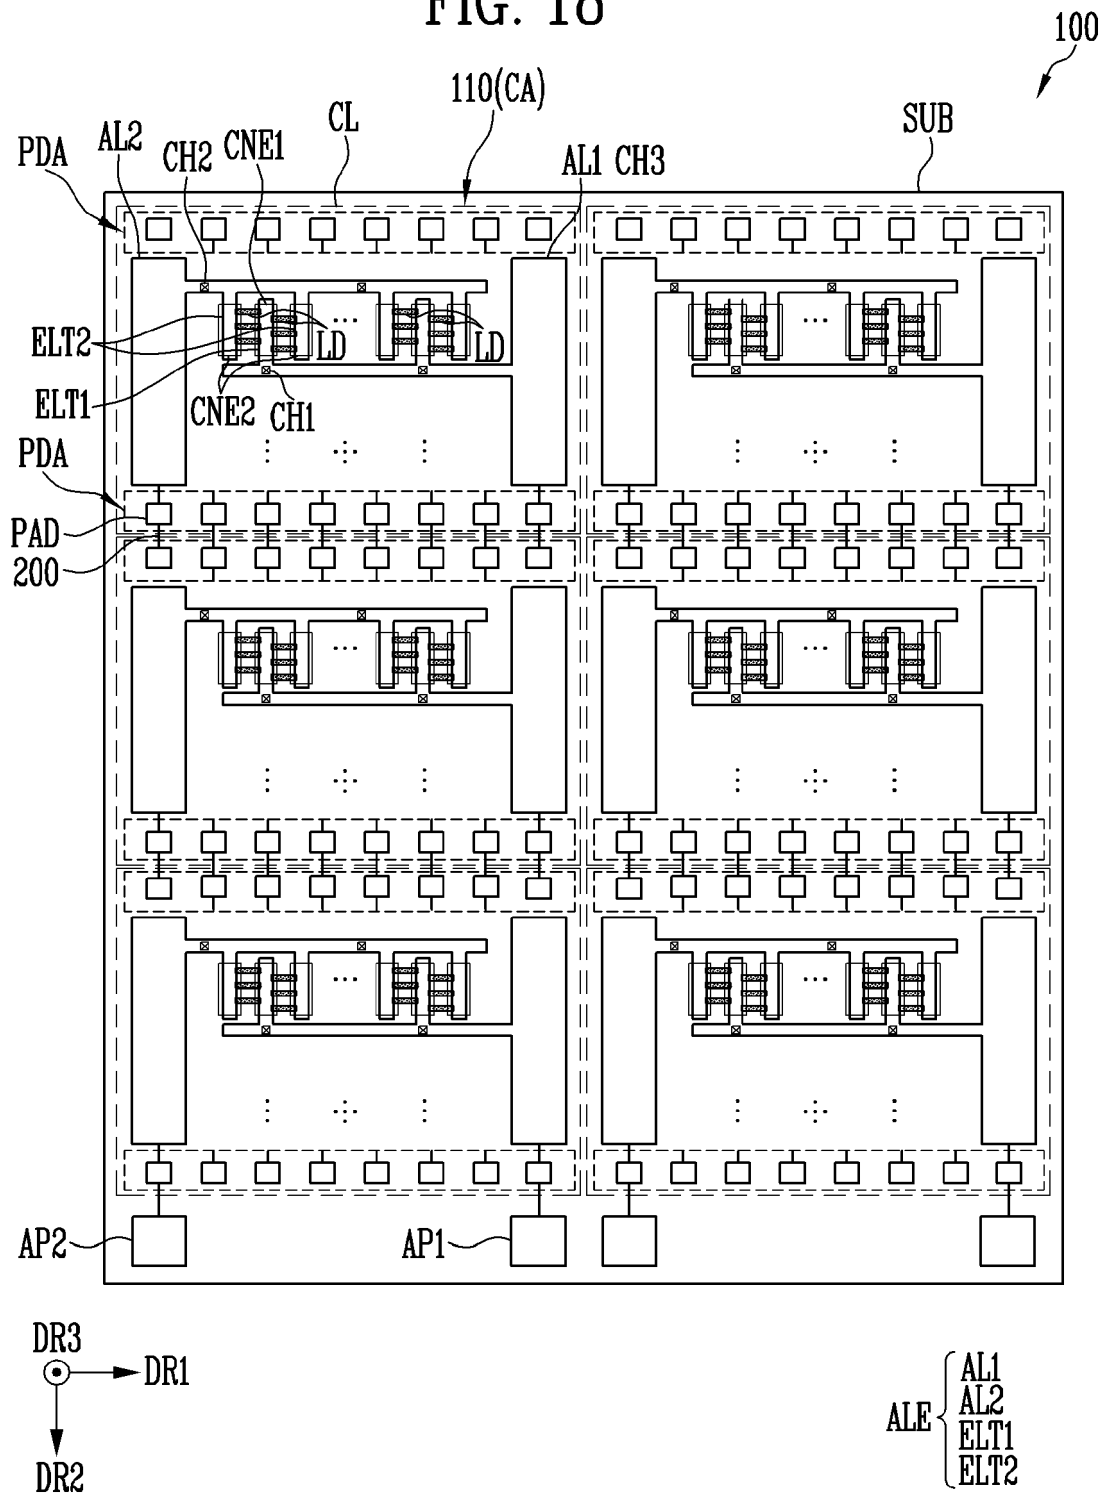 FIG. 18
100
110(CA)
CL
SUB
AL2
CH2
CNE1
AL1 CH3
PDA
ELT2
LD
LD
ELT1
CNE2
CH1
PDA
PAD
200
AP2
AP1
DR3
DR1
DR2
ALE
AL1
AL2
ELT1
ELT2